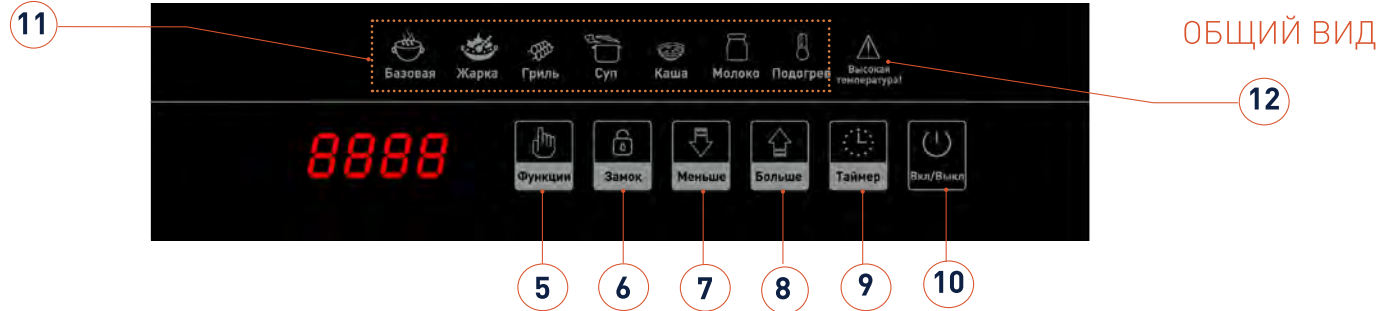 11
ОБЩИЙ ВИД
Базовая Жарка Гриль Суп Каша Молоко Подогрев Высокая
температура!
12
8888
Функции Замок Меньше Больше Таймер Вкл/Выкл
5 6 7 8 9 10